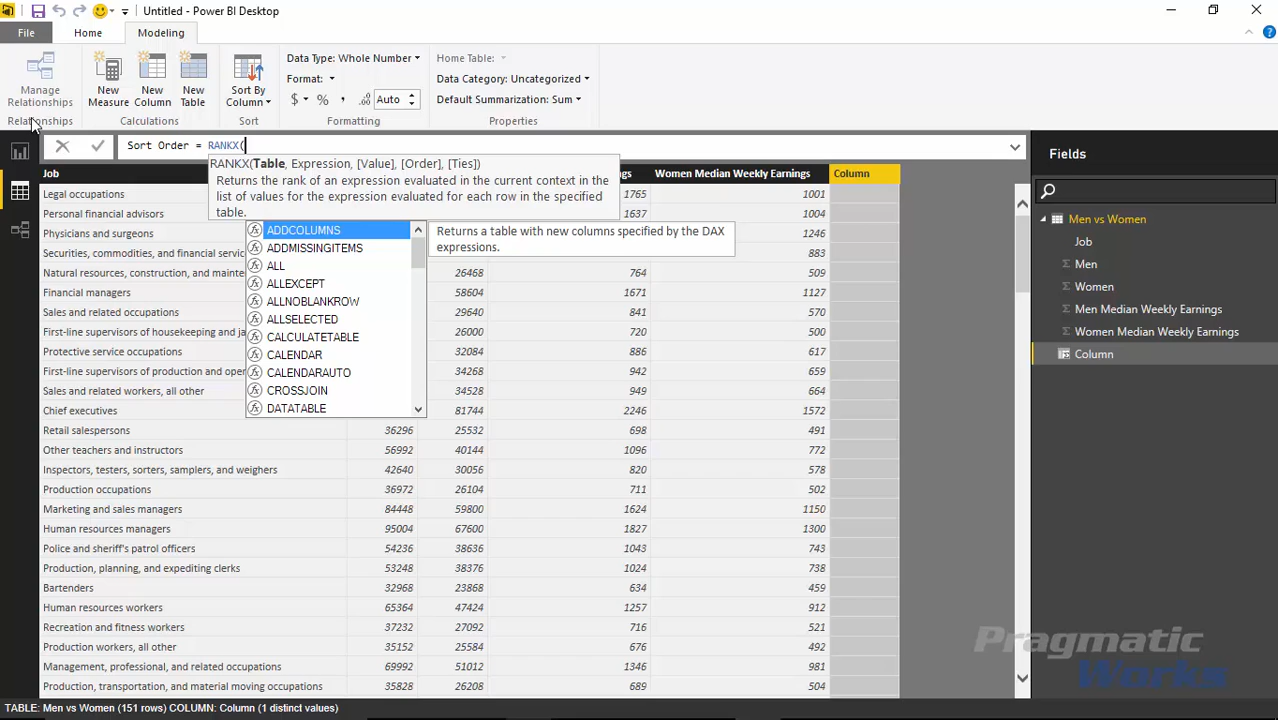 Untitled - Power BI Desktop
File Home Modeling
Manage Relationships
New Measure
New Column
New Table
Sort By Column
Data Type: Whole Number
Format:
$ % , .00 Auto
Home Table:
Data Category: Uncategorized
Default Summarization: Sum
Relationships Calculations Sort Formatting Properties
Sort Order = RANKX(
RANKX(Table, Expression, [Value], [Order], [Ties])
Returns the rank of an expression evaluated in the current context in the
list of values for the expression evaluated for each row in the specified
table.
ADDCOLUMNS
ADDMISSINGITEMS
ALL
ALLEXCEPT
ALLNOBLANKROW
ALLSELECTED
CALCULATETABLE
CALENDAR
CALENDARAUTO
CROSSJOIN
DATATABLE
Returns a table with new columns specified by the DAX
expressions.
Job Women Median Weekly Earnings Column
Legal occupations 1765 1001
Personal financial advisors 1637 1004
Physicians and surgeons 1246
Securities, commodities, and financial servic 883
Natural resources, construction, and mainte 26468 764 509
Financial managers 58604 1671 1127
Sales and related occupations 29640 841 570
First-line supervisors of housekeeping and ja 26000 720 500
Protective service occupations 32084 886 617
First-line supervisors of production and oper 34268 942 659
Sales and related workers, all other 34528 949 664
Chief executives 81744 2246 1572
Retail salespersons 36296 25532 698 491
Other teachers and instructors 56992 40144 1096 772
Inspectors, testers, sorters, samplers, and weighers 42640 30056 820 578
Production occupations 36972 26104 711 502
Marketing and sales managers 84448 59800 1624 1150
Human resources managers 95004 67600 1827 1300
Police and sheriff's patrol officers 54236 38636 1043 743
Production, planning, and expediting clerks 53248 38376 1024 738
Bartenders 32968 23868 634 459
Human resources workers 65364 47424 1257 912
Recreation and fitness workers 37232 27092 716 521
Production workers, all other 35152 25584 676 492
Management, professional, and related occupations 69992 51012 1346 981
Production, transportation, and material moving occupations 35828 26208 689 504
Fields
Men vs Women
Job
Men
Women
Men Median Weekly Earnings
Women Median Weekly Earnings
Column
Pragmatic
Works
TABLE: Men vs Women (151 rows) COLUMN: Column (1 distinct values)